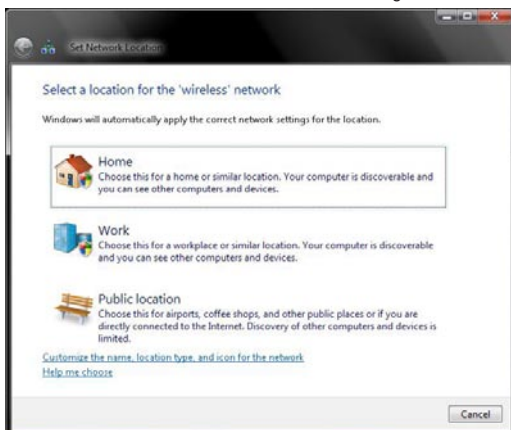 Set Network Location
Select a location for the 'wireless' network
Windows will automatically apply the correct network settings for the location.
Home
Choose this for a home or similar location. Your computer is discoverable and
you can see other computers and devices.
Work
Choose this for a workplace or similar location. Your computer is discoverable
and you can see other computers and devices.
Public location
Choose this for airports, coffee shops, and other public places or if you are
directly connected to the Internet. Discovery of other computers and devices is
limited.
Customize the name, location type, and icon for the network
Help me choose
Cancel